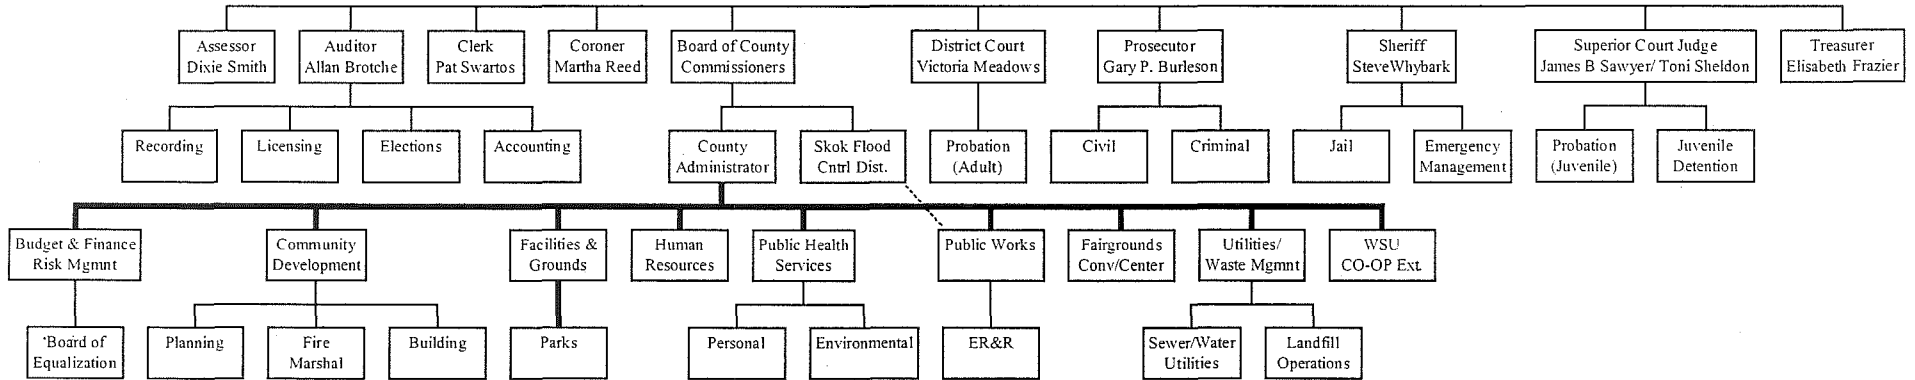 Assessor
Dixie Smith
Auditor
Allan Brotche
Clerk
Pat Swartos
Coroner
Martha Reed
Board of County
Commissioners
District Court
Victoria Meadows
Prosecutor
Gary P. Burleson
Sheriff
SteveWhybark
Superior Court Judge
James B Sawyer/ Toni Sheldon
Treasurer
Elisabeth Frazier
Recording
Licensing
Elections
Accounting
County
Administrator
Skok Flood
Cntrl Dist.
Probation
(Adult)
Civil
Criminal
Jail
Emergency
Management
Probation
(Juvenile)
Juvenile
Detention
Budget & Finance
Risk Mgmnt
Community
Development
Facilities &
Grounds
Human
Resources
Public Health
Services
Public Works
Fairgrounds
Conv/Center
Utilities/
Waste Mgmnt
WSU
CO-OP Ext.
Board of
Equalization
Planning
Fire
Marshal
Building
Parks
Personal
Environmental
ER&R
Sewer/Water
Utilities
Landfill
Operations